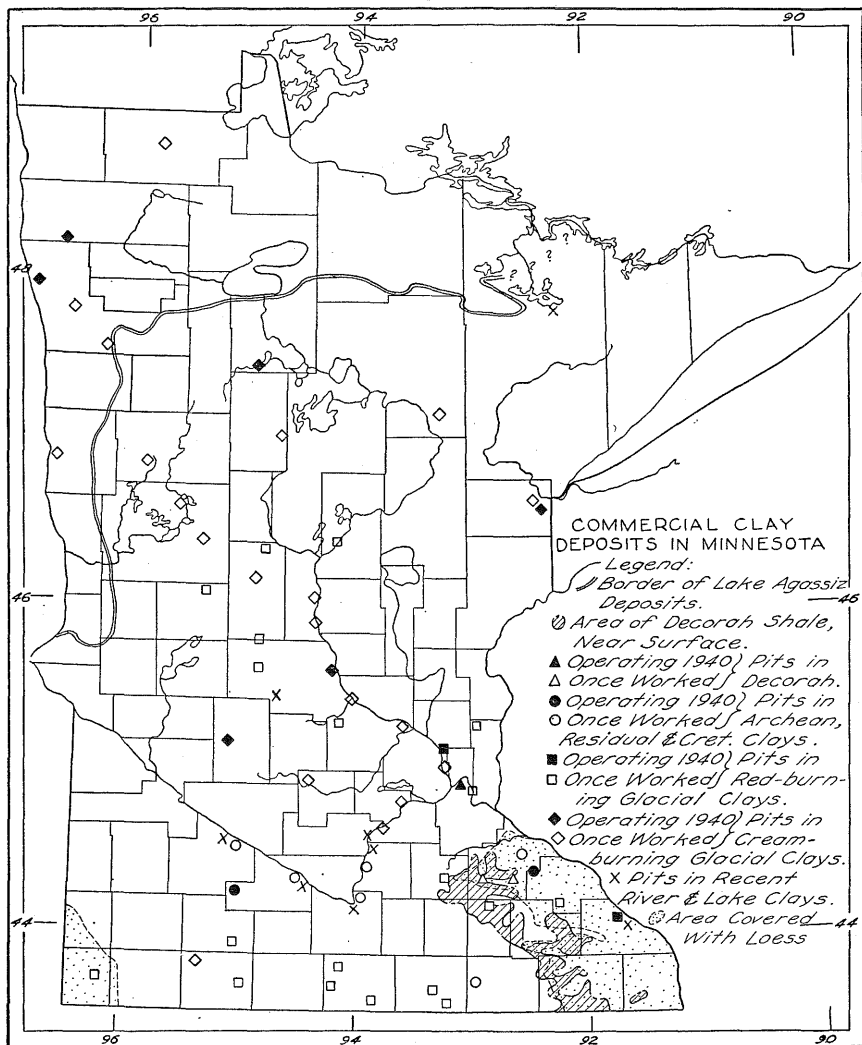 96 94 92 90
48
COMMERCIAL CLAY
DEPOSITS IN MINNESOTA
Legend:
Border of Lake Agassiz
46 46
Deposits.
Area of Decorah Shale,
Near Surface.
Operating 1940} Pits in
Once Worked} Decorah.
Operating 1940} Pits in
Once Worked} Archean,
Residual & Cret. Clays.
Operating 1940} Pits in
Once Worked} Red-burn-
ing Glacial Clays.
Operating 1940} Pits in
Once Worked} Cream-
burning Glacial Clays.
X Pits in Recent
River & Lake Clays.
44 Area Covered 44
With Loess
96 94 92 90
? ? ? ? ?